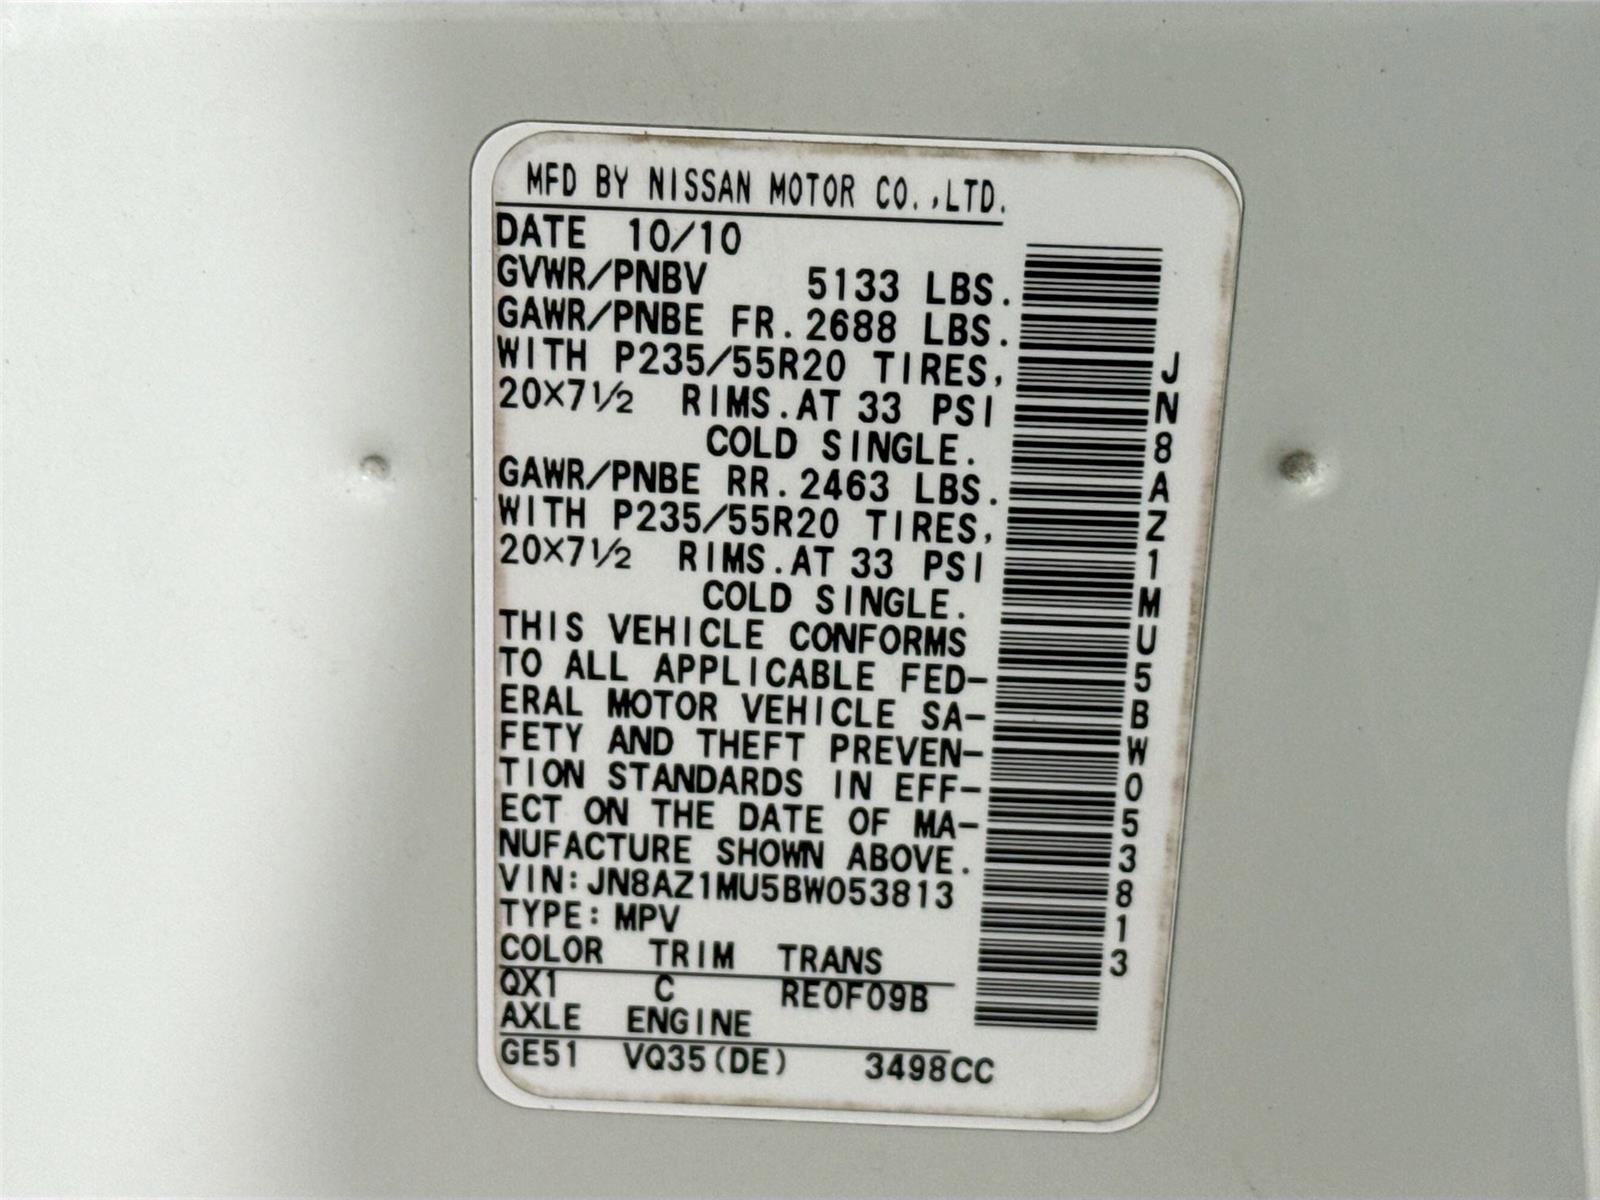 MFD BY NISSAN MOTOR CO.,LTD.
DATE 10/10
GVWR/PNBV 5133 LBS.
GAWR/PNBE FR.2688 LBS.
WITH P235/55R20 TIRES,
20×7½ RIMS.AT 33 PSI
COLD SINGLE.
GAWR/PNBE RR.2463 LBS.
WITH P235/55R20 TIRES,
20×7½ RIMS.AT 33 PSI
COLD SINGLE.
THIS VEHICLE CONFORMS
TO ALL APPLICABLE FED-
ERAL MOTOR VEHICLE SA-
FETY AND THEFT PREVEN-
TION STANDARDS IN EFF-
ECT ON THE DATE OF MA-
NUFACTURE SHOWN ABOVE.
VIN:JN8AZ1MU5BW053813
TYPE:MPV
COLOR TRIM TRANS
QX1 C RE0F09B
AXLE ENGINE
GE51 VQ35(DE) 3498CC
JN8AZ1MU5BW053813